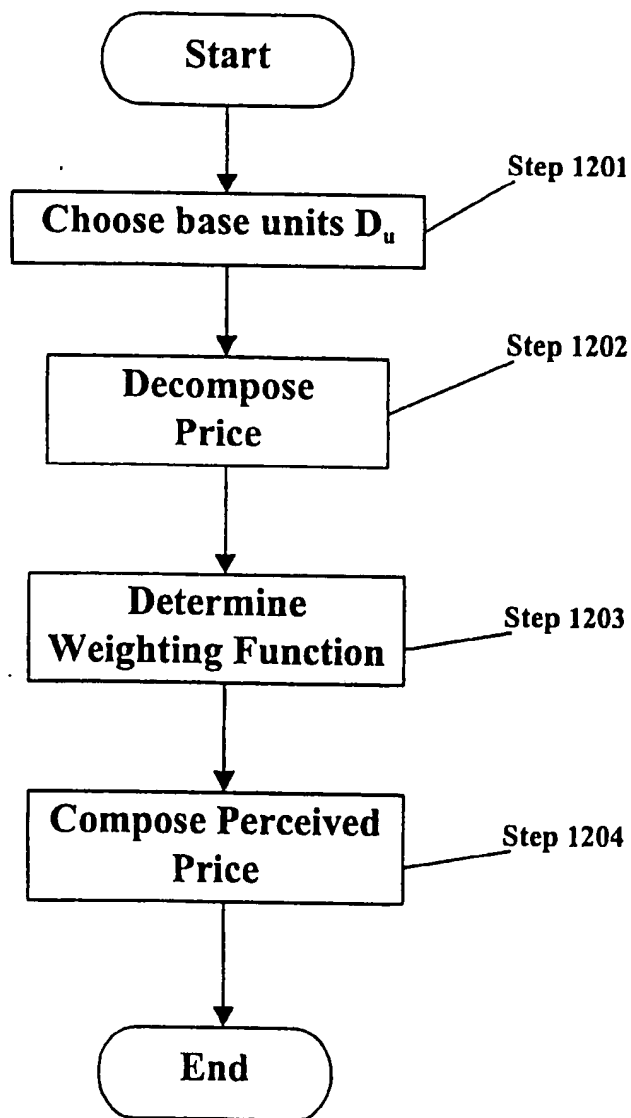 Start
Step 1201
Choose base units Du
Step 1202
Decompose
Price
Determine
Weighting Function
Step 1203
Compose Perceived
Price
Step 1204
End